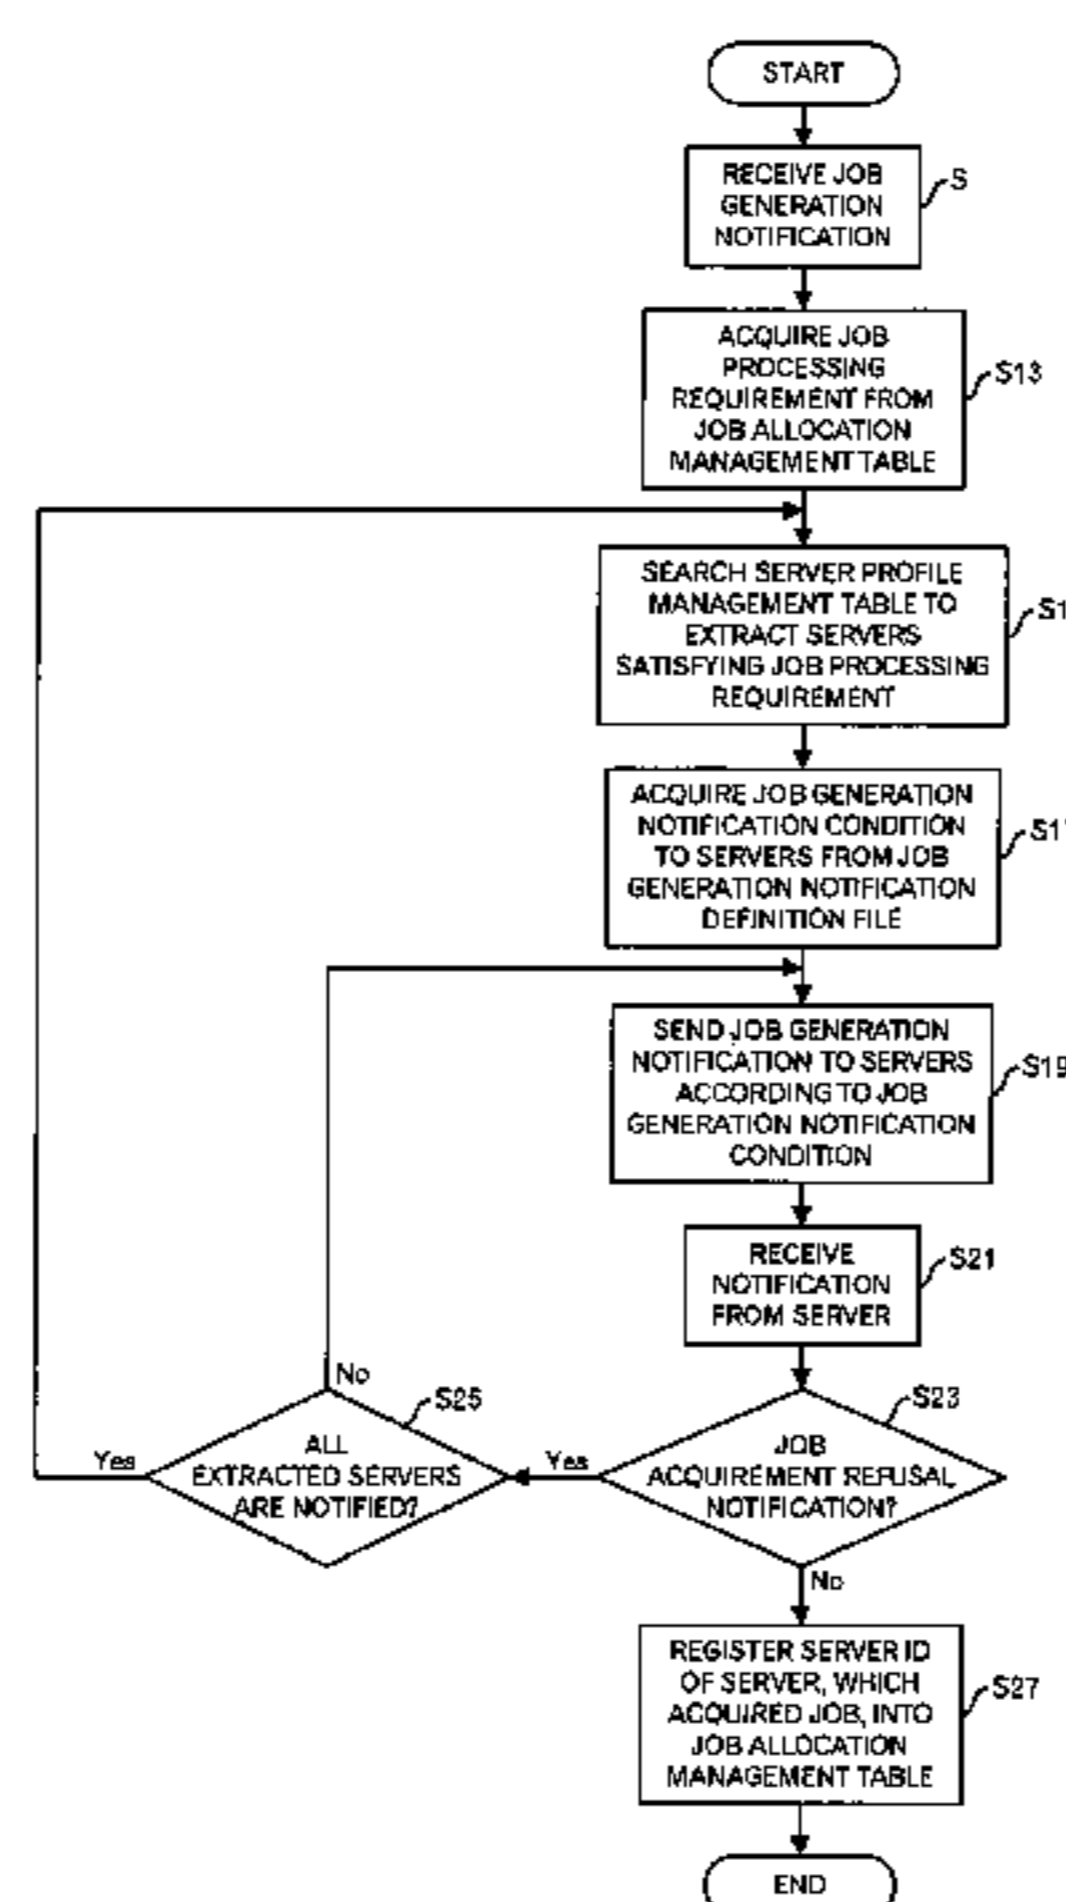 START
RECEIVE JOB
GENERATION
NOTIFICATION
S
ACQUIRE JOB
PROCESSING
REQUIREMENT FROM
JOB ALLOCATION
MANAGEMENT TABLE
S13
SEARCH SERVER PROFILE
MANAGEMENT TABLE TO
EXTRACT SERVERS
SATISFYING JOB PROCESSING
REQUIREMENT
S1
ACQUIRE JOB GENERATION
NOTIFICATION CONDITION
TO SERVERS FROM JOB
GENERATION NOTIFICATION
DEFINITION FILE
S1
SEND JOB GENERATION
NOTIFICATION TO SERVERS
ACCORDING TO JOB
GENERATION NOTIFICATION
CONDITION
S19
RECEIVE
NOTIFICATION
FROM SERVER
S21
JOB
ACQUIREMENT REFUSAL
NOTIFICATION?
S23
Yes
No
ALL
EXTRACTED SERVERS
ARE NOTIFIED?
S25
No
Yes
REGISTER SERVER ID
OF SERVER, WHICH
ACQUIRED JOB, INTO
JOB ALLOCATION
MANAGEMENT TABLE
S27
END